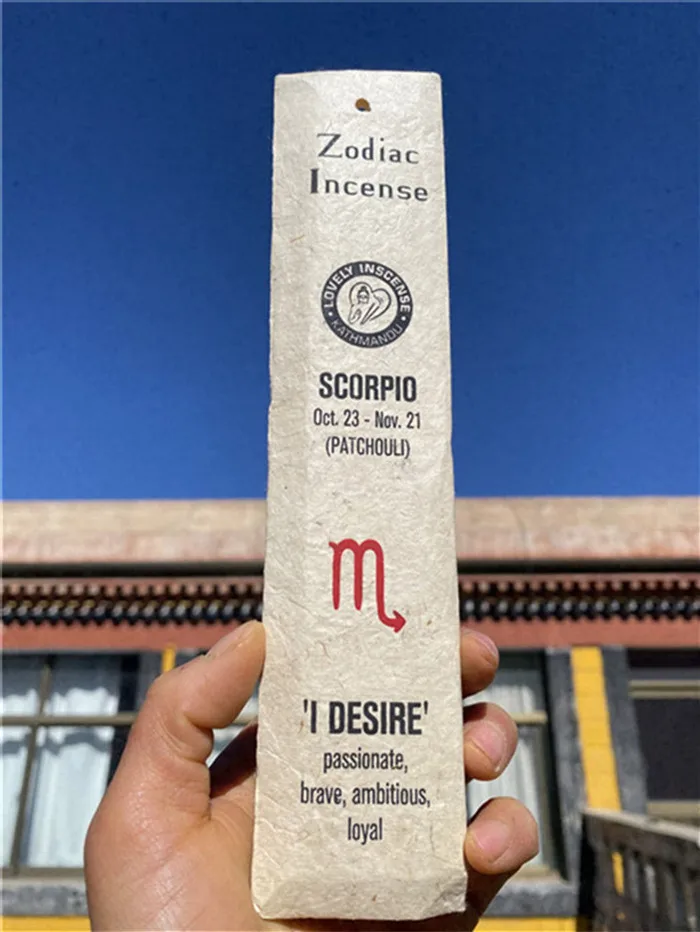 Zodiac
Incense
LOVELY INSCENSE
KATHMANDU
SCORPIO
Oct. 23 - Nov. 21
(PATCHOULI)
'I DESIRE'
passionate,
brave, ambitious,
loyal